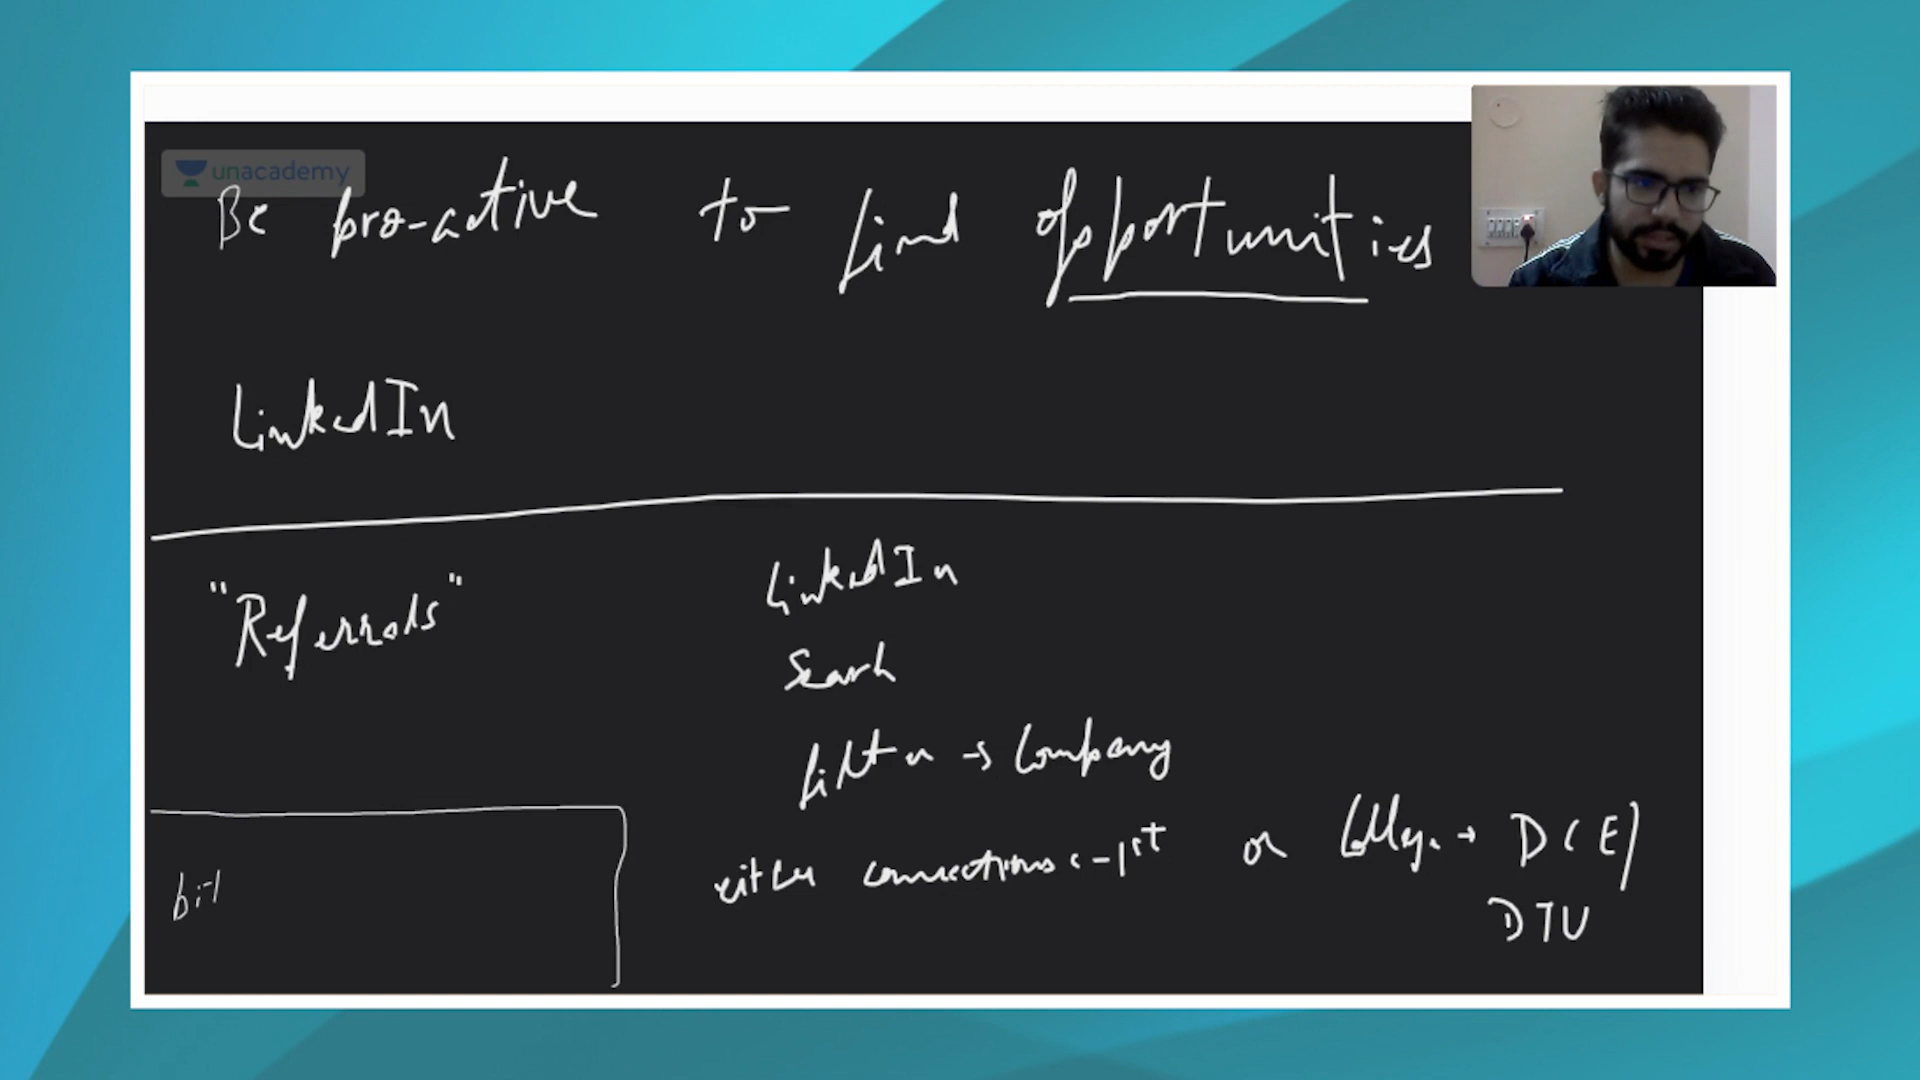 unacademy
Be pro-active to find opportunities
LinkedIn
"Referrals"
LinkedIn
Search
filter → Company
either connections - 1st or College → DCE/
DTU